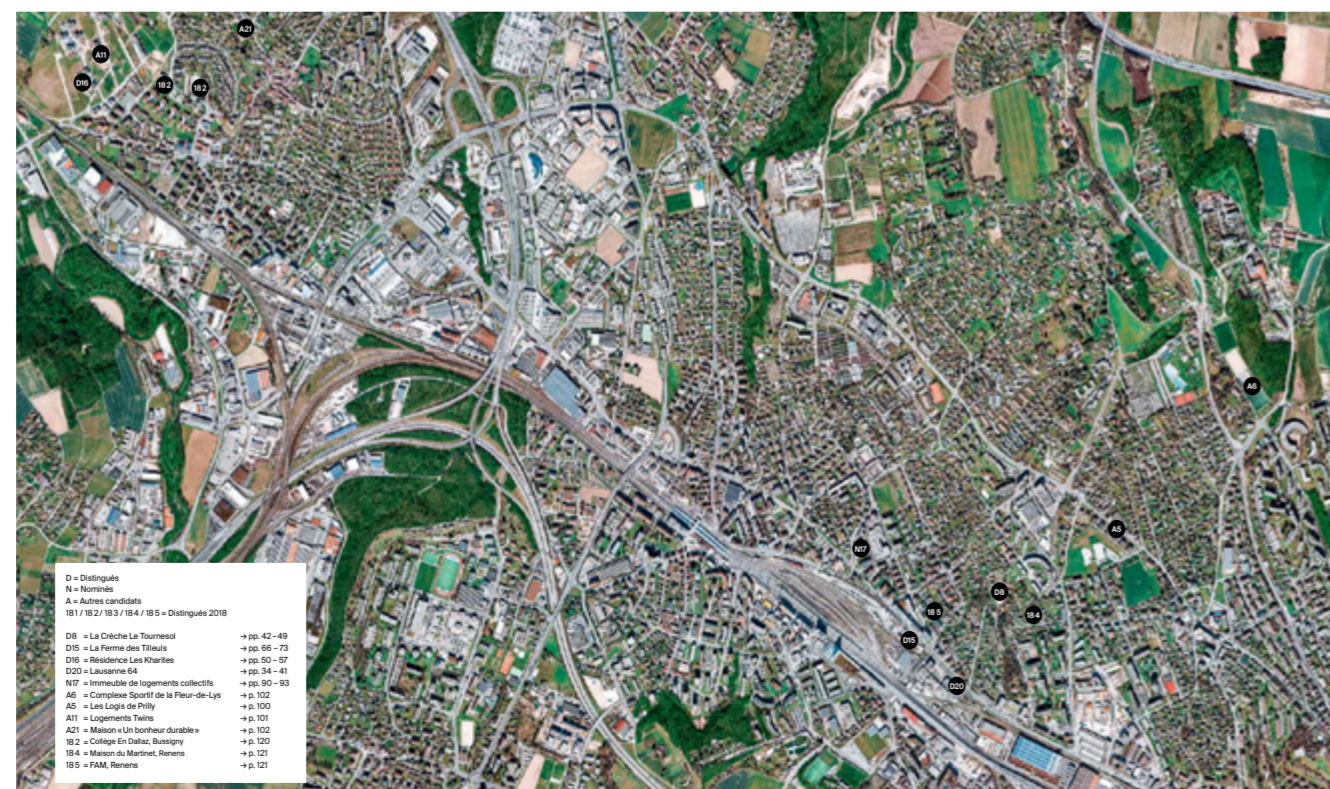 A21
A11
D16
18 2
18 2
A6
A5
N17
D8
18 5
18 4
D15
D20
D = Distingués
N = Nominés
A = Autres candidats
18 1 / 18 2 / 18 3 / 18 4 / 18 5 = Distingués 2018
D8 = La Crèche Le Tournesol → pp. 42 – 49
D15 = La Ferme des Tilleuls → pp. 66 – 73
D16 = Résidence Les Kharites → pp. 50 – 57
D20 = Lausanne 64 → pp. 34 – 41
N17 = Immeuble de logements collectifs → pp. 90 – 93
A6 = Complexe Sportif de la Fleur-de-Lys → p. 102
A5 = Les Logis de Prilly → p. 100
A11 = Logements Twins → p. 101
A21 = Maison « Un bonheur durable » → p. 102
18 2 = Collège En Dallaz, Bussigny → p. 120
18 4 = Maison du Martinet, Renens → p. 121
18 5 = FAM, Renens → p. 121